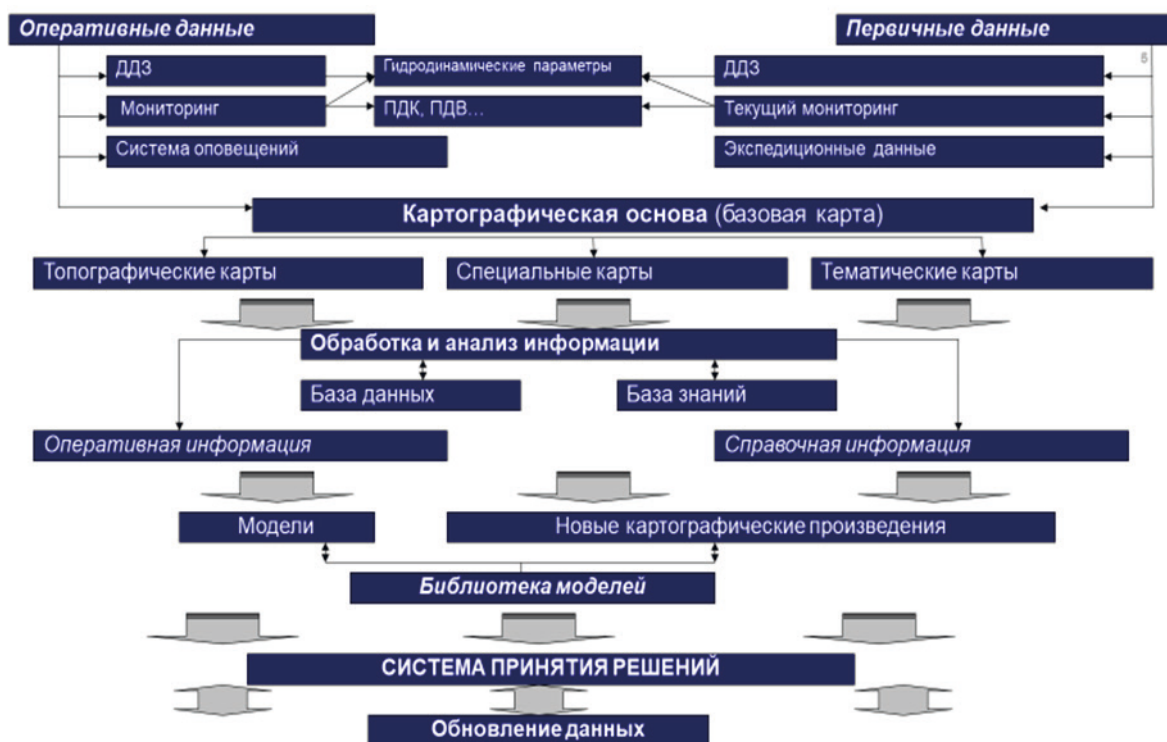 Оперативные данные
Первичные данные
8
ДДЗ
Гидродинамические параметры
ДДЗ
Мониторинг
ПДК, ПДВ...
Текущий мониторинг
Система оповещений
Экспедиционные данные
Картографическая основа (базовая карта)
Топографические карты
Специальные карты
Тематические карты
Обработка и анализ информации
База данных
База знаний
Оперативная информация
Справочная информация
Модели
Новые картографические произведения
Библиотека моделей
СИСТЕМА ПРИНЯТИЯ РЕШЕНИЙ
Обновление данных